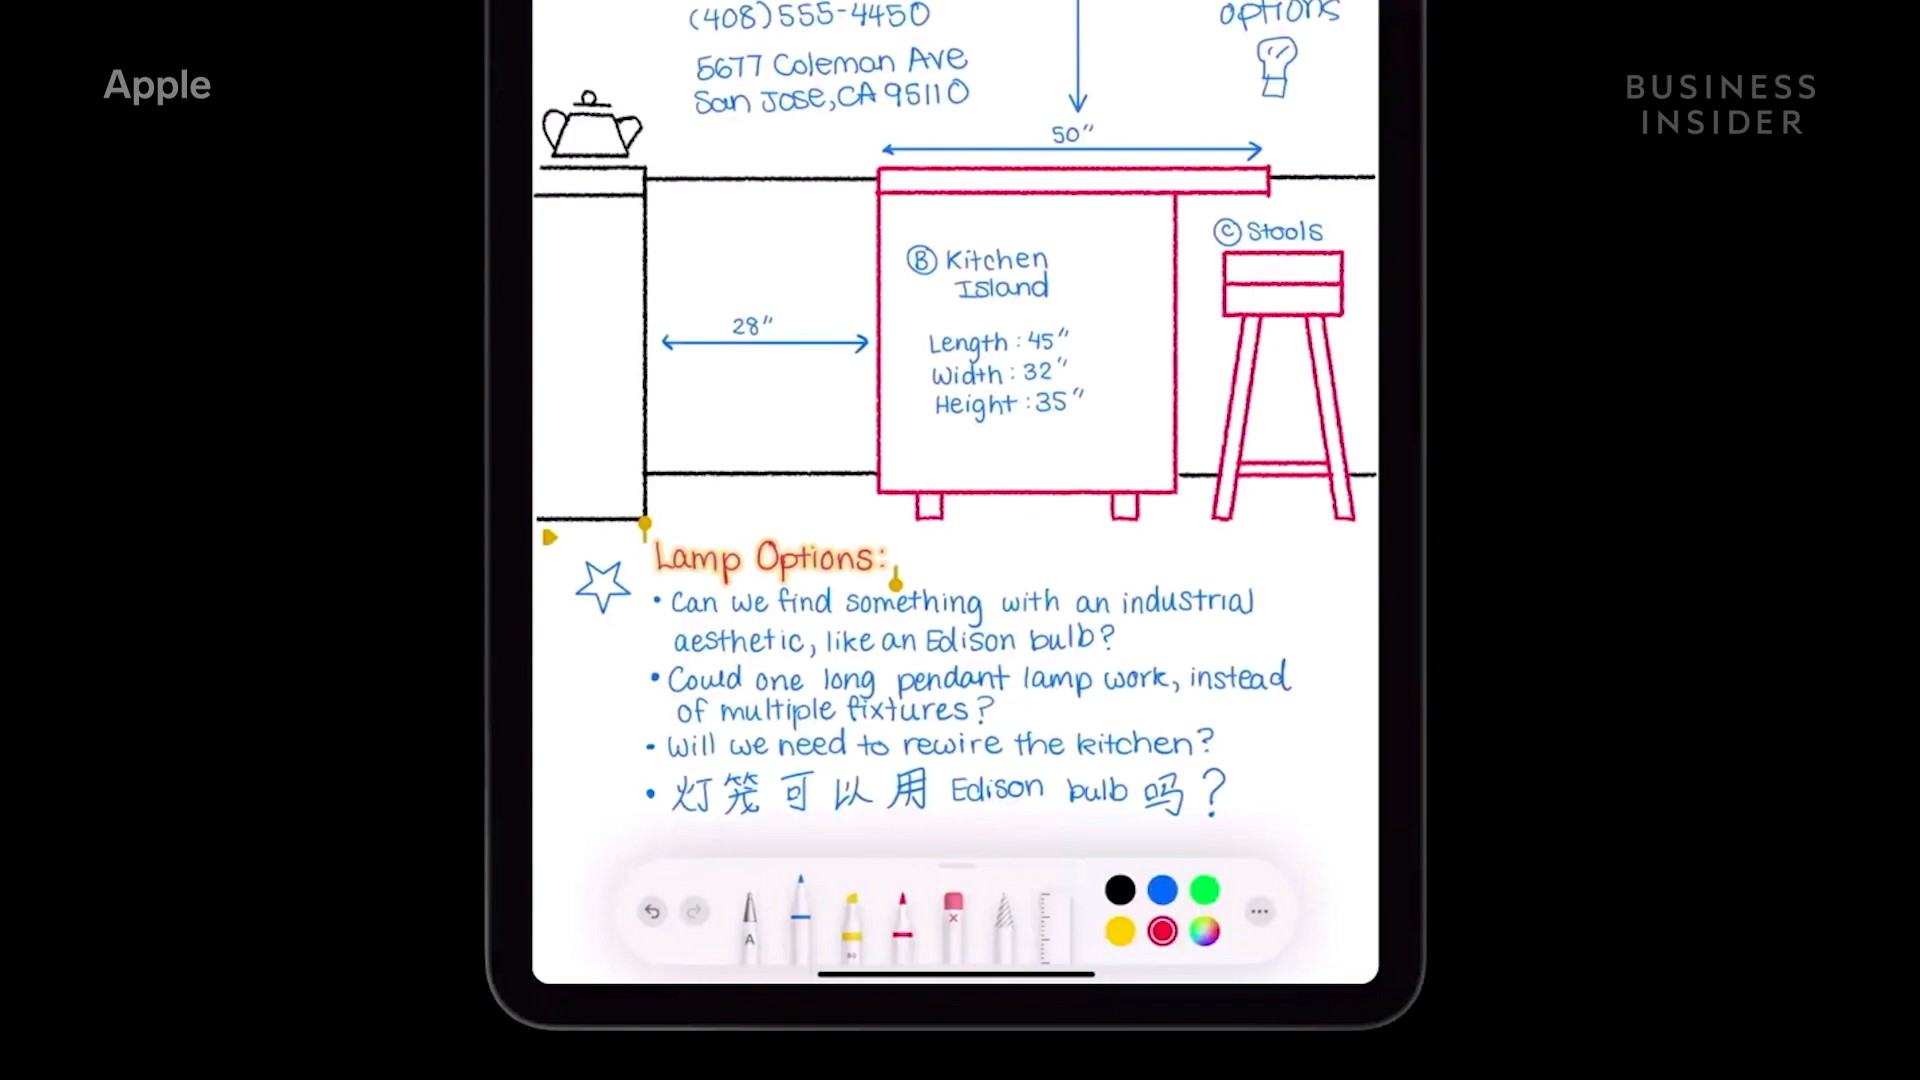 Apple
BUSINESS
INSIDER
(408)555-4450
options
5677 Coleman Ave
San Jose, CA 95110
50"
Ⓒ Stools
Ⓑ Kitchen
Island
28"
Length: 45"
Width: 32"
Height: 35"
Lamp Options:
• Can we find something with an industrial
aesthetic, like an Edison bulb?
• Could one long pendant lamp work, instead
of multiple fixtures?
• Will we need to rewire the kitchen?
• 灯笼可以用 Edison bulb 吗?
A